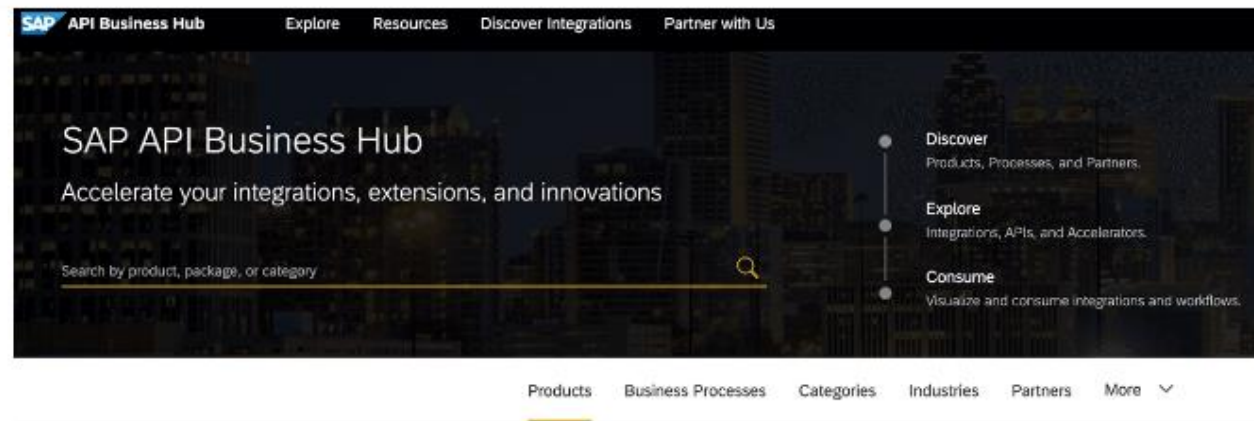 SAP API Business Hub Explore Resources Discover Integrations Partner with Us
SAP API Business Hub
Accelerate your integrations, extensions, and innovations
Search by product, package, or category
Discover
Products, Processes, and Partners.
Explore
Integrations, APIs, and Accelerators.
Consume
Visualize and consume integrations and workflows.
Products Business Processes Categories Industries Partners More